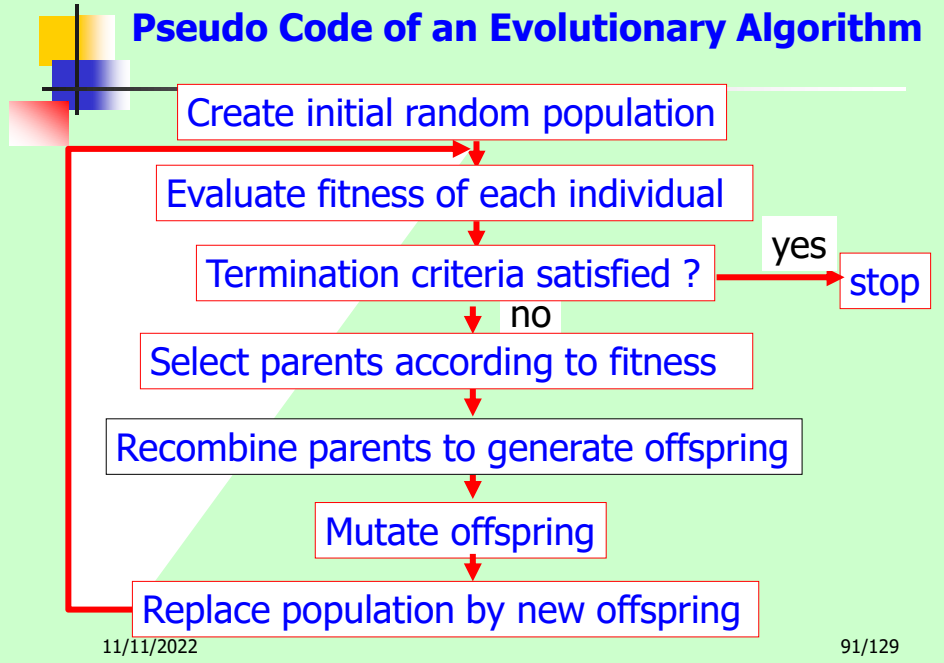 Pseudo Code of an Evolutionary Algorithm
Create initial random population
Evaluate fitness of each individual
Termination criteria satisfied ?
yes
stop
no
Select parents according to fitness
Recombine parents to generate offspring
Mutate offspring
Replace population by new offspring
11/11/2022
91/129